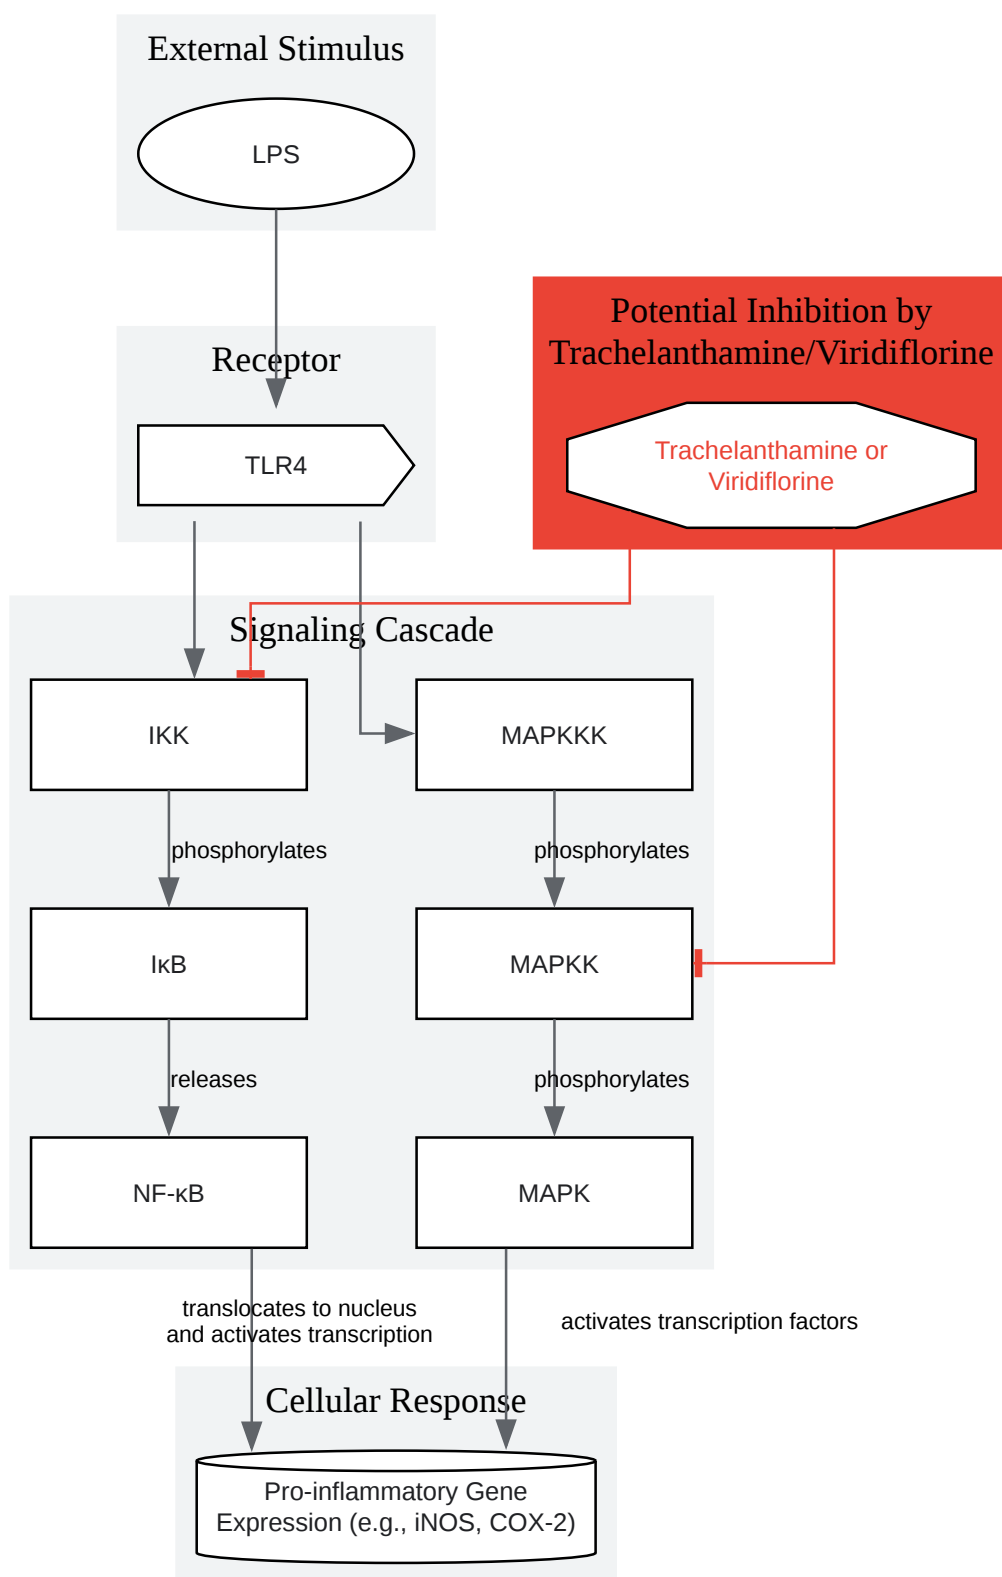 External Stimulus
LPS
Potential Inhibition by
Trachelanthamine/Viridiflorine
Trachelanthamine or
Viridiflorine
Receptor
TLR4
Signaling Cascade
IKK
MAPKKK
phosphorylates
phosphorylates
IκB
MAPKK
releases
phosphorylates
NF-κB
MAPK
translocates to nucleus
and activates transcription
activates transcription factors
Cellular Response
Pro-inflammatory Gene
Expression (e.g., iNOS, COX-2)